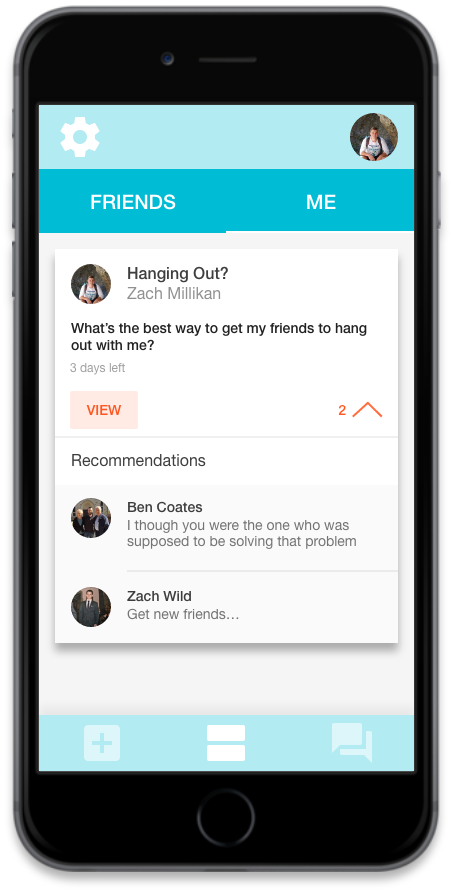 FRIENDS
ME
Hanging Out?
Zach Millikan
What's the best way to get my friends to hang
out with me?
3 days left
VIEW
2
Recommendations
Ben Coates
I though you were the one who was
supposed to be solving that problem
Zach Wild
Get new friends…